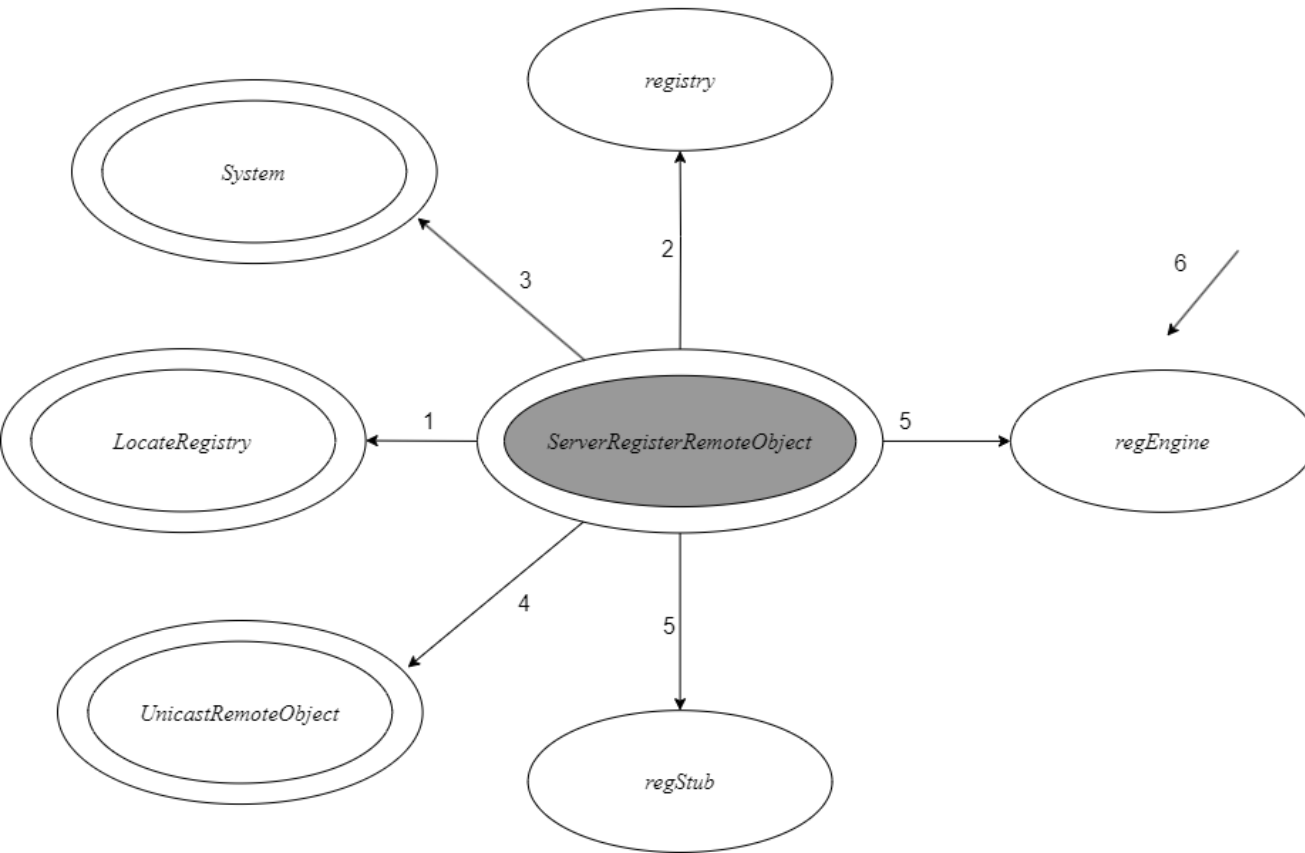 registry
System
2
3
6
LocateRegistry
1
ServerRegisterRemoteObject
5
regEngine
4
5
UnicastRemoteObject
regStub